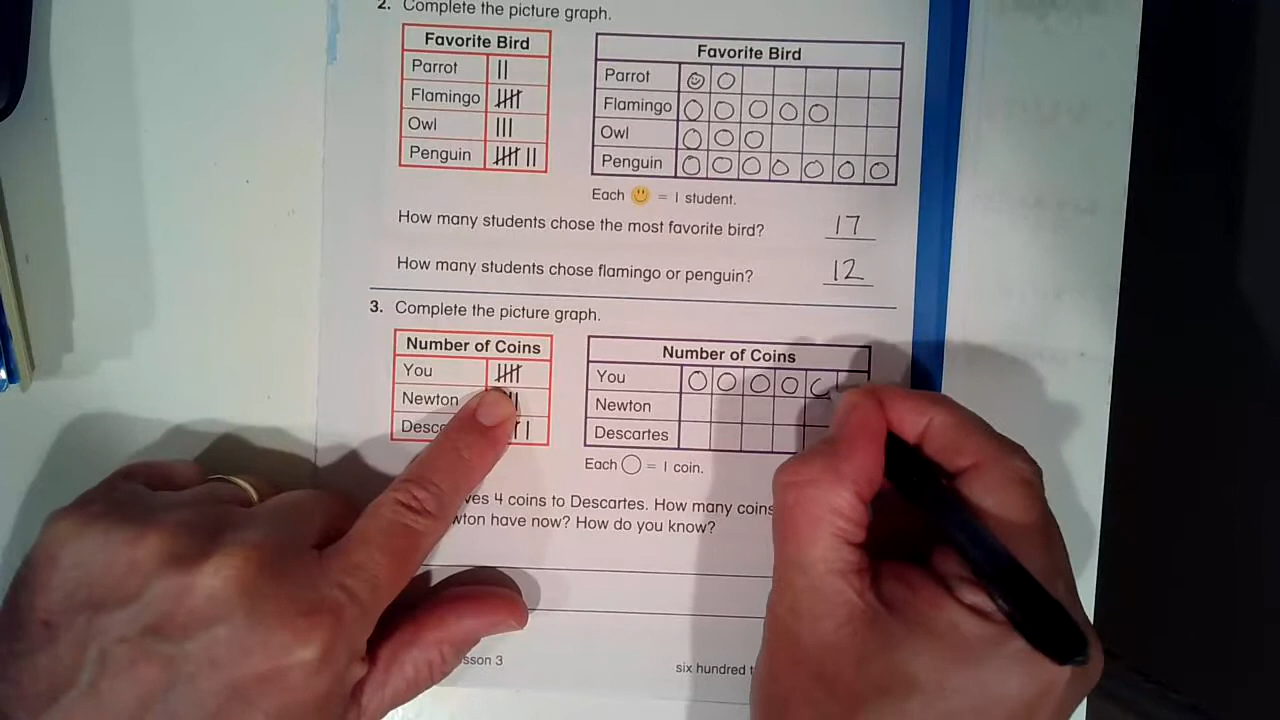 2. Complete the picture graph.
Favorite Bird
Parrot
Flamingo
Owl
Penguin
Favorite Bird
Parrot
Flamingo
Owl
Penguin
Each = 1 student.
How many students chose the most favorite bird? 17
How many students chose flamingo or penguin? 12
3. Complete the picture graph.
Number of Coins
You
Newton
Number of Coins
You
Newton
Descartes
Each = 1 coin.
4 coins to Descartes. How many coins
have now? How do you know?
3
six hundred